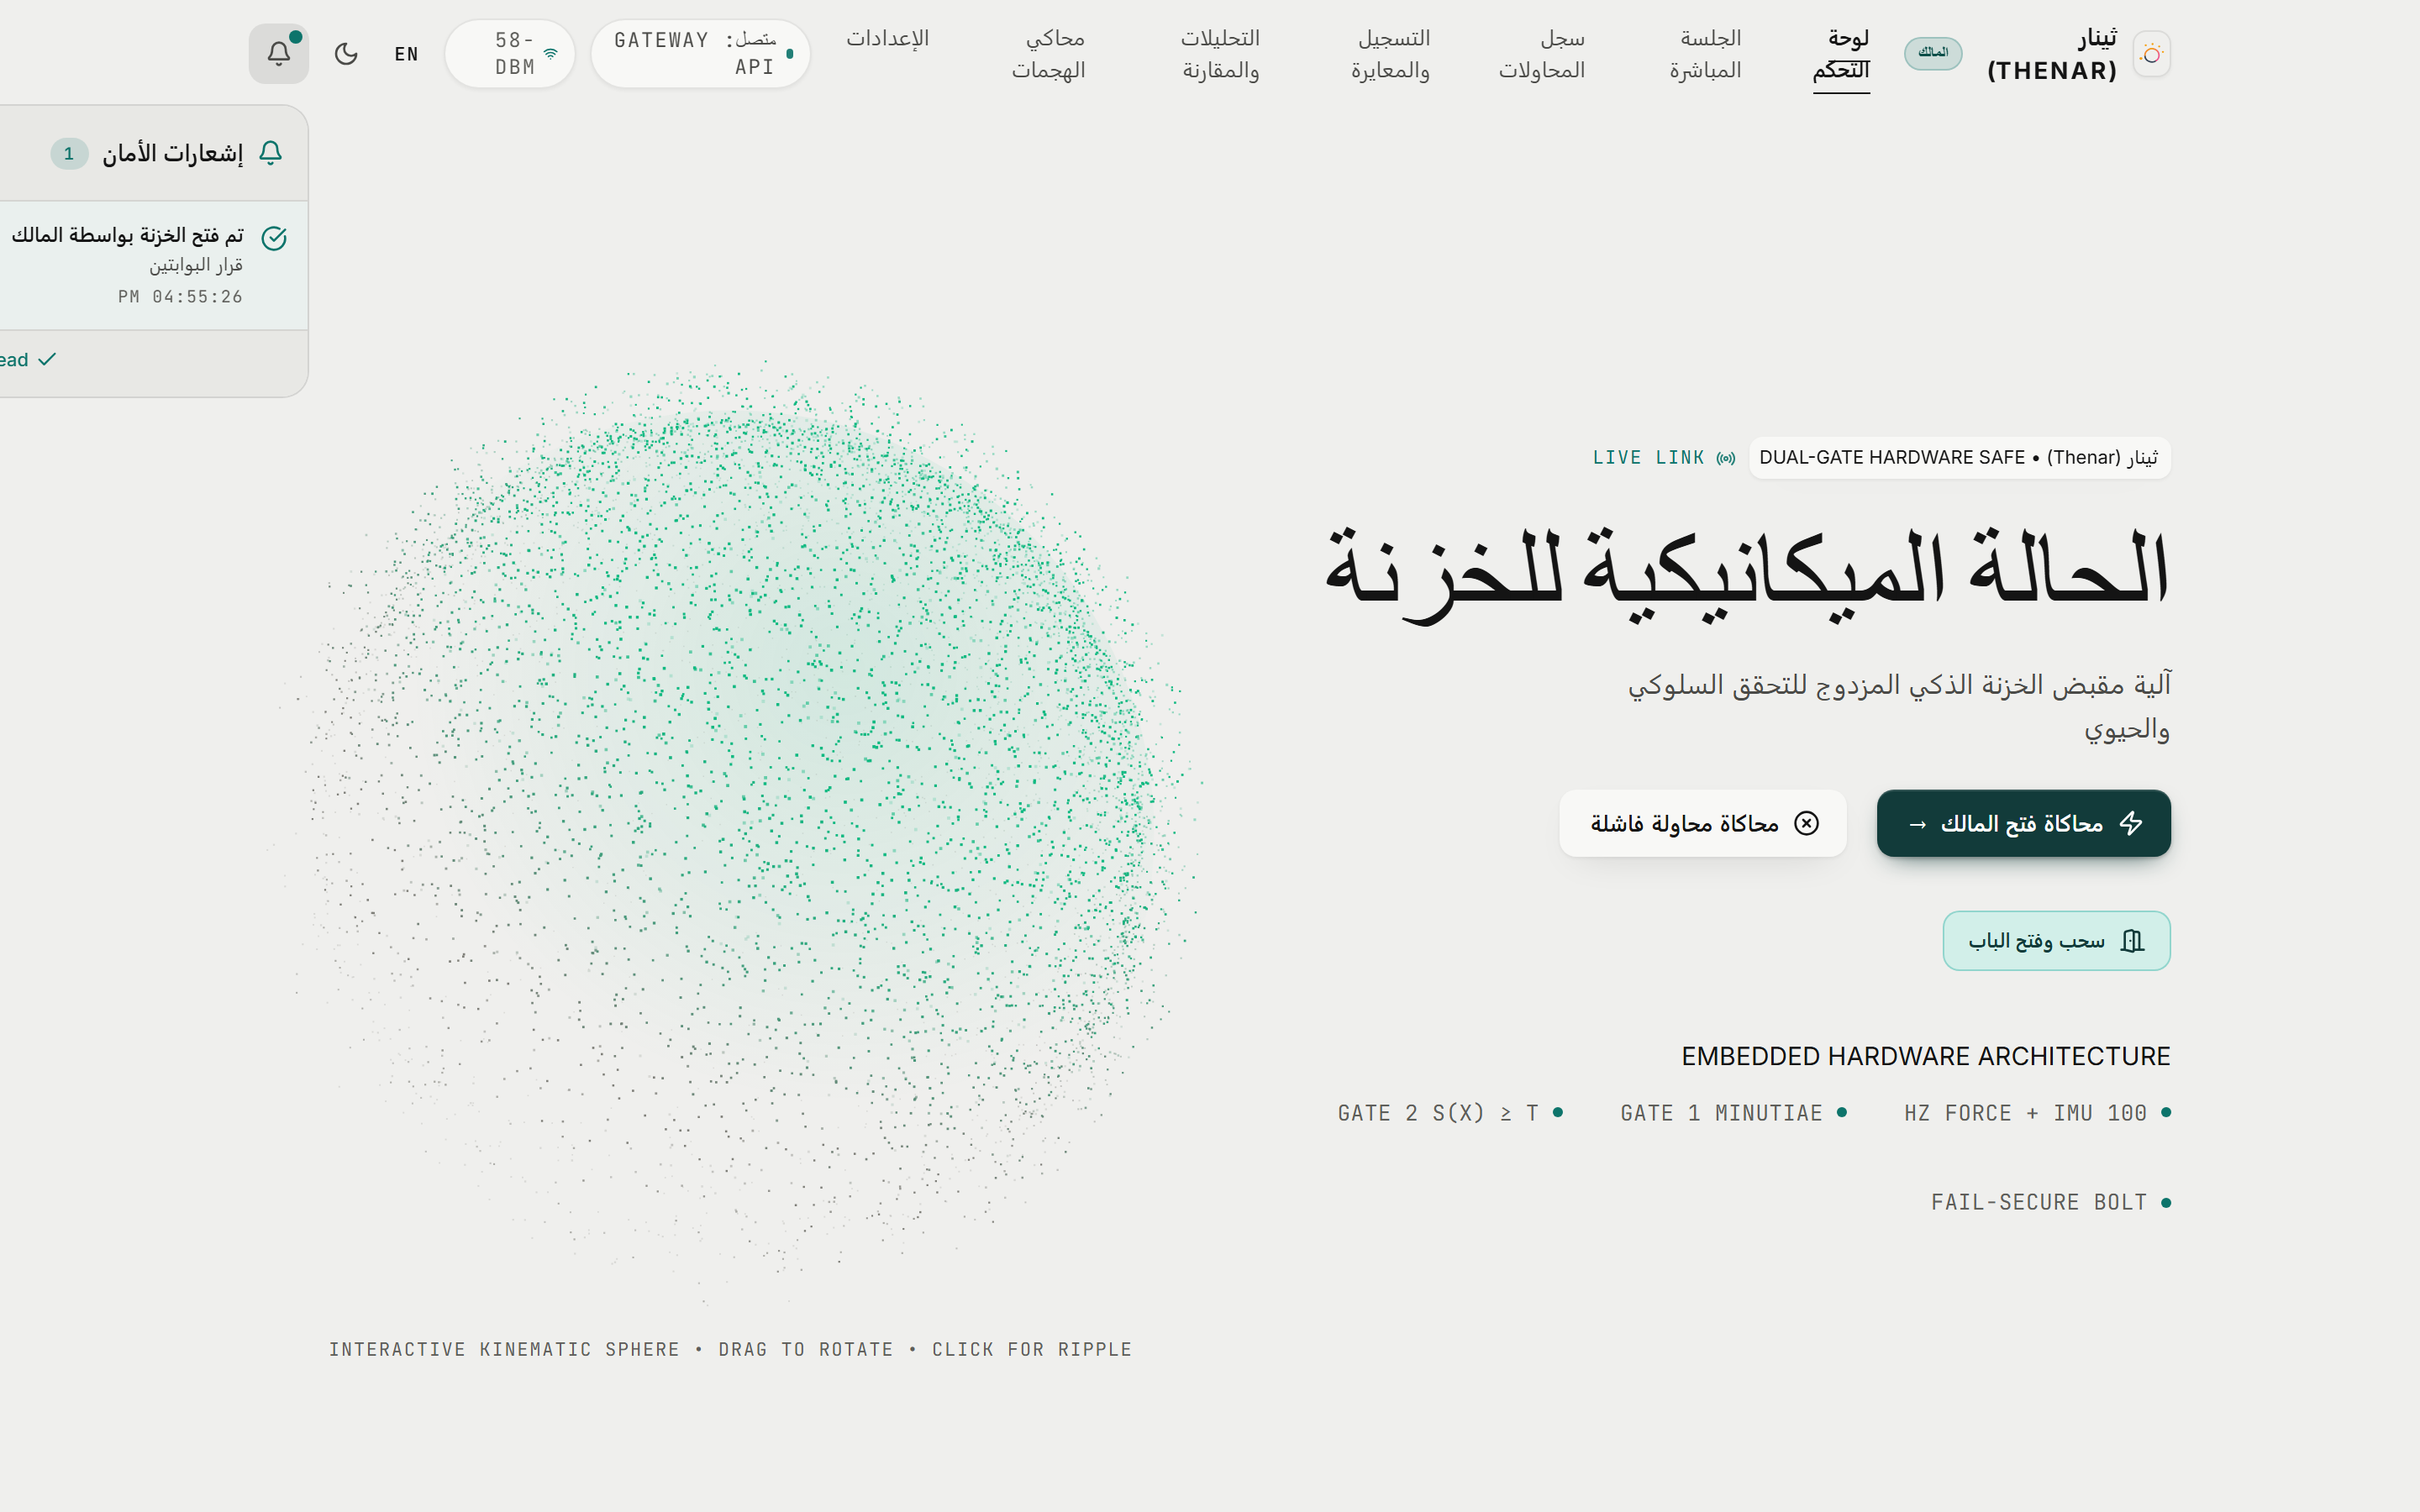 ثينار
(THENAR)
المالك
لوحة
التحكم
الجلسة
المباشرة
سجل
المحاولات
التسجيل
والمعايرة
التحليلات
والمقارنة
محاكي
الهجمات
الإعدادات
متصل: GATEWAY
API
58-
DBM
EN
إشعارات الأمان 1
تم فتح الخزنة بواسطة المالك
قرار البوابتين
04:55:26 PM
ثينار (Thenar) • DUAL-GATE HARDWARE SAFE
LIVE LINK
الحالة الميكانيكية للخزنة
آلية مقبض الخزنة الذكي المزدوج للتحقق السلوكي
والحيوي
محاكاة فتح المالك →
محاكاة محاولة فاشلة
سحب وفتح الباب
EMBEDDED HARDWARE ARCHITECTURE
HZ FORCE + IMU 100
GATE 1 MINUTIAE
GATE 2 S(X) ≥ T
FAIL-SECURE BOLT
INTERACTIVE KINEMATIC SPHERE • DRAG TO ROTATE • CLICK FOR RIPPLE